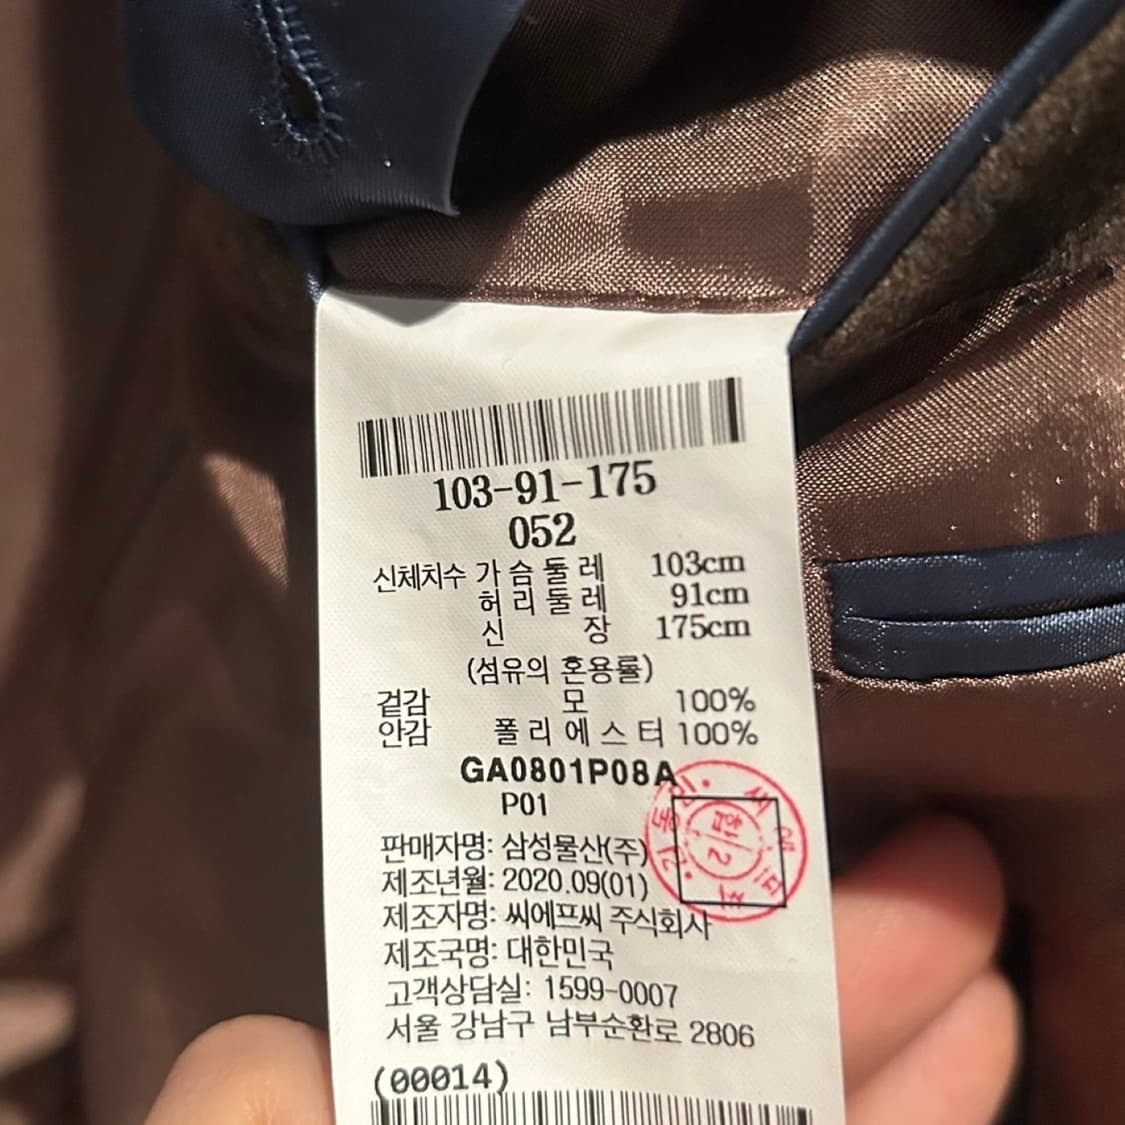 103-91-175
052
신체치수 가슴둘레 103cm
허리둘레 91cm
신장 175cm
(섬유의 혼용률)
겉감 모 100%
안감 폴리에스터 100%
GA0801P08A
P01
판매자명: 삼성물산(주)
제조년월: 2020.09(01)
제조자명: 씨에프씨 주식회사
제조국명: 대한민국
고객상담실: 1599-0007
서울 강남구 남부순환로 2806
(00014)